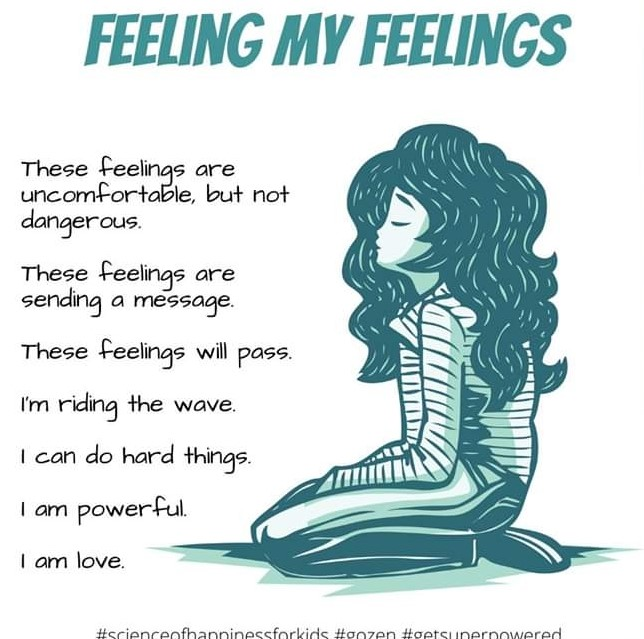 FEELING MY FEELINGS
These feelings are
uncomfortable, but not
dangerous.
These feelings are
sending a message.
These feelings will pass.
I'm riding the wave.
I can do hard things.
I am powerful.
I am love.
#scienceofhappinessforkids #gozen #getsuperpowered